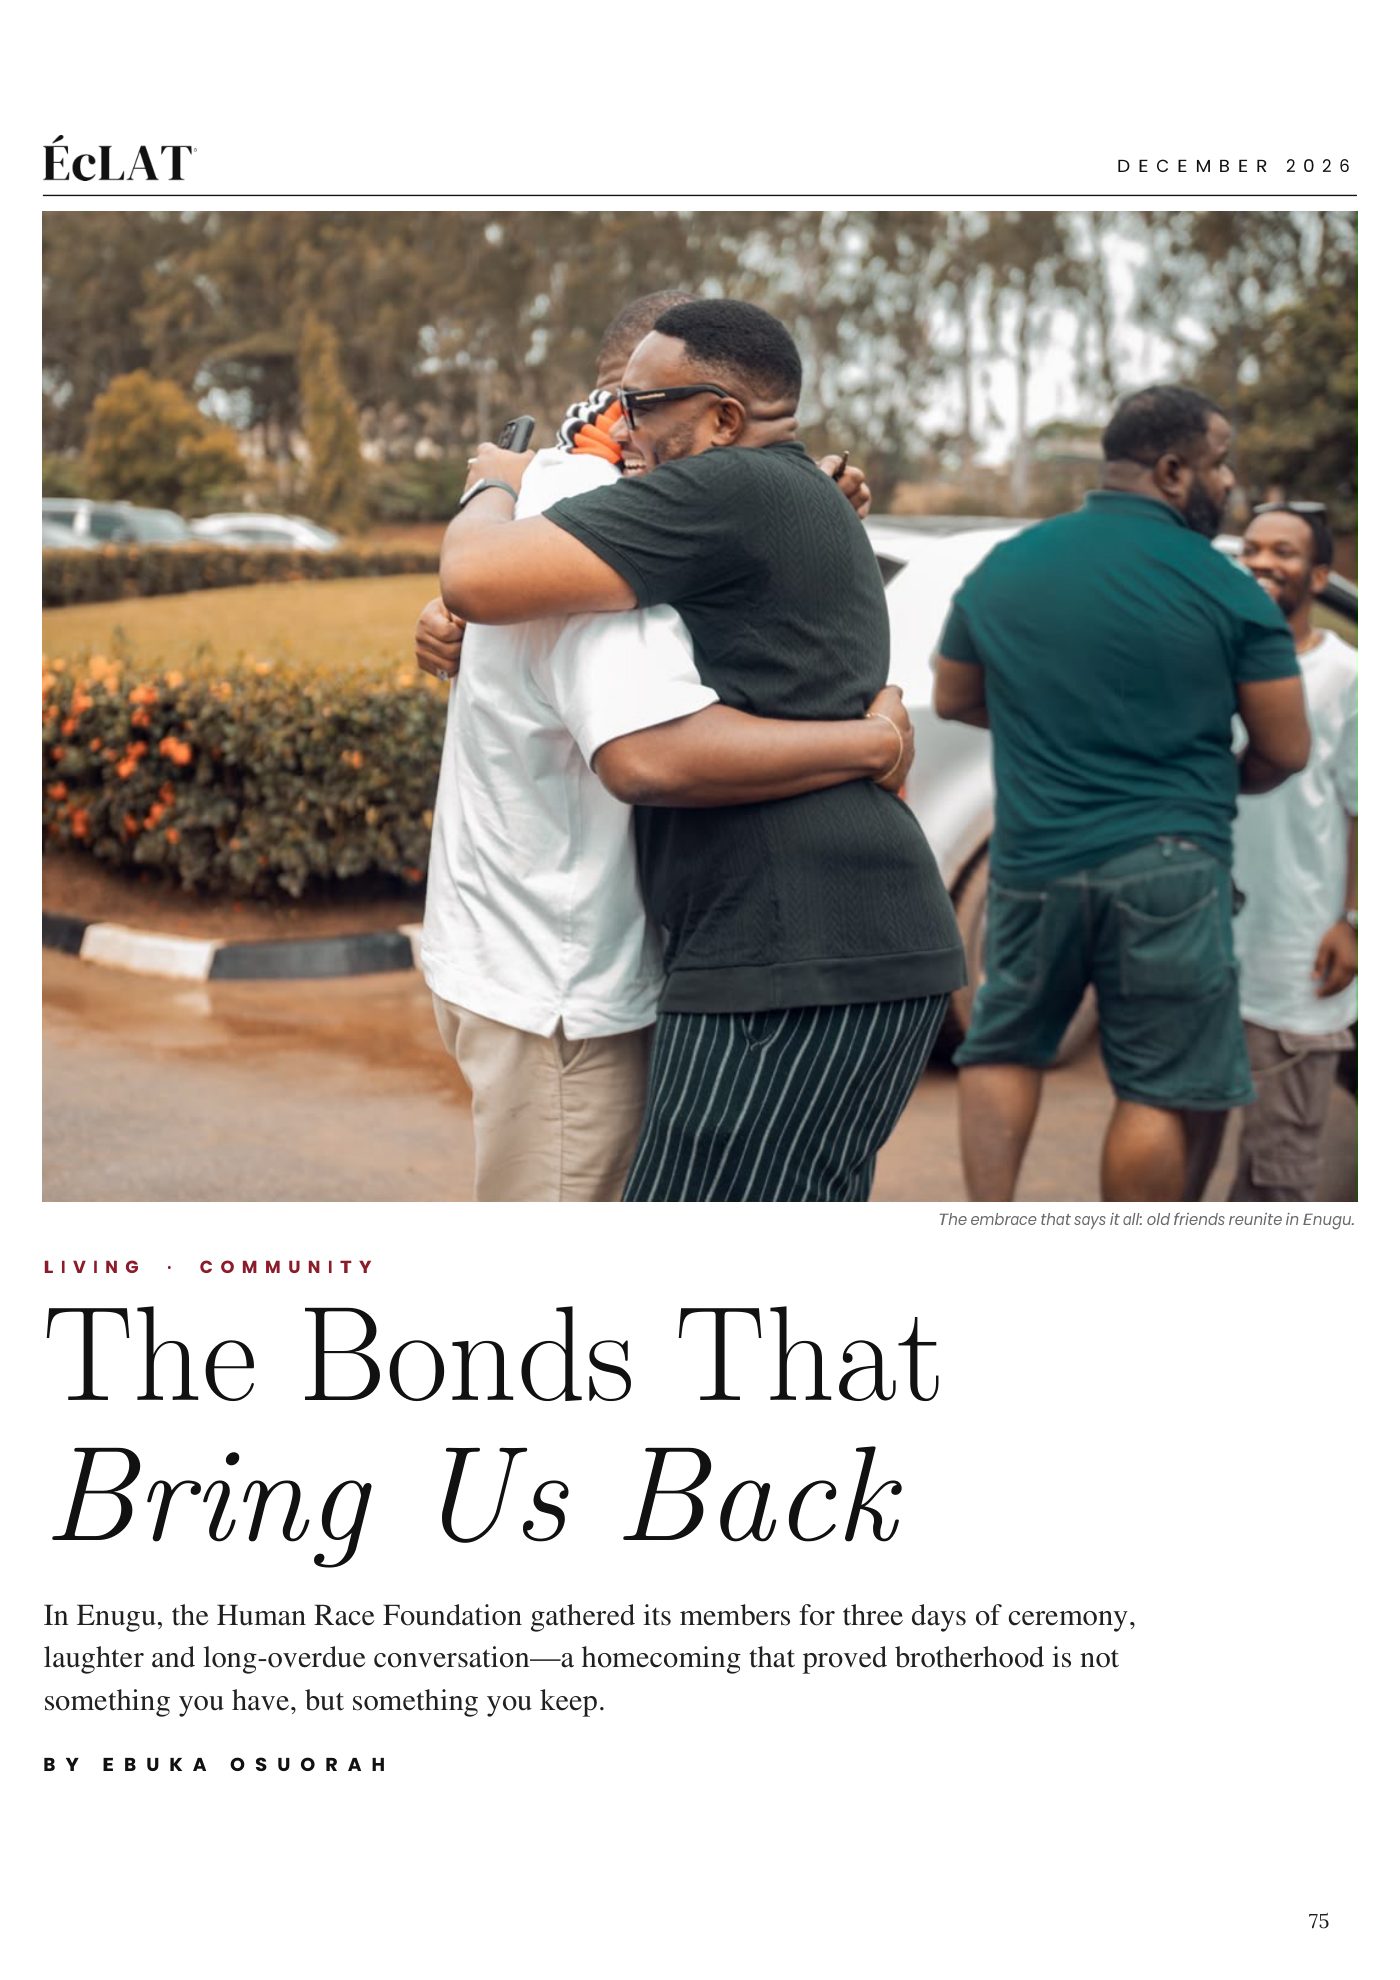 ÉcLAT
DECEMBER 2026
The embrace that says it all: old friends reunite in Enugu.
LIVING · COMMUNITY
The Bonds That
Bring Us Back
In Enugu, the Human Race Foundation gathered its members for three days of ceremony,
laughter and long-overdue conversation—a homecoming that proved brotherhood is not
something you have, but something you keep.
BY EBUKA OSUORAH
75